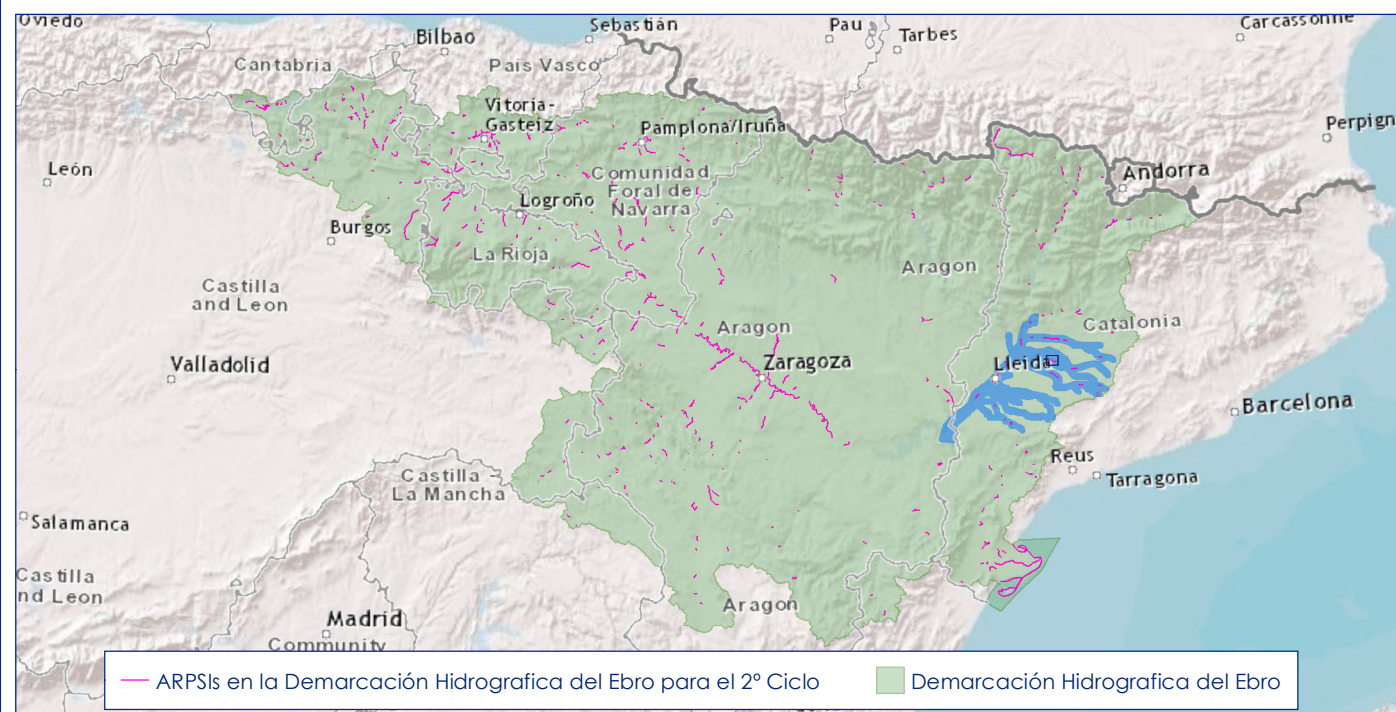 Oviedo
Sebastián
Pau
Carcassonne
Bilbao
Tarbes
Cantabria
País Vasco
Vitoria-
Gasteiz
Pamplona/Iruña
Perpign
León
Andorra
Comunidad
Foral de
Navarra
Logroño
Burgos
La Rioja
Aragon
Castilla
and Leon
Aragon
Catalonia
Valladolid
Zaragoza
Lleida
Barcelona
Reus
Castilla
La Mancha
Tarragona
Salamanca
Castilla
nd Leon
Aragon
Madrid
Community
ARPSIs en la Demarcación Hidrografica del Ebro para el 2º Ciclo
Demarcación Hidrografica del Ebro